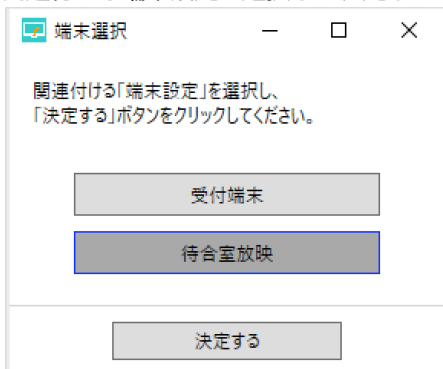 端末選択
関連付ける「端末設定」を選択し、
「決定する」ボタンをクリックしてください。
受付端末
待合室放映
決定する